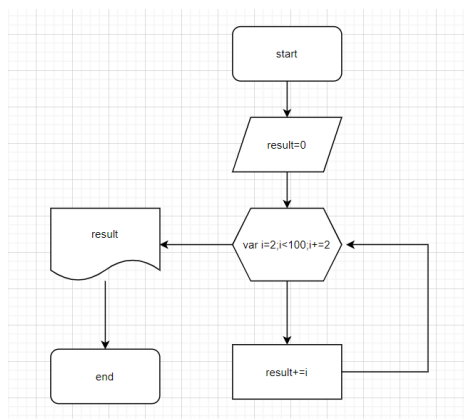 start
result=0
var i=2;i<100;i+=2
result
result+=i
end